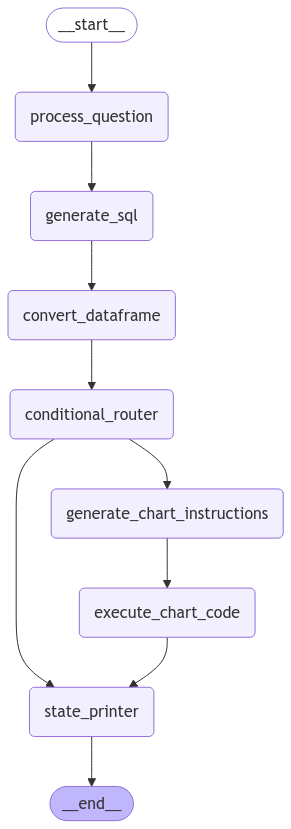 __start__
process_question
generate_sql
convert_dataframe
conditional_router
generate_chart_instructions
execute_chart_code
state_printer
__end__